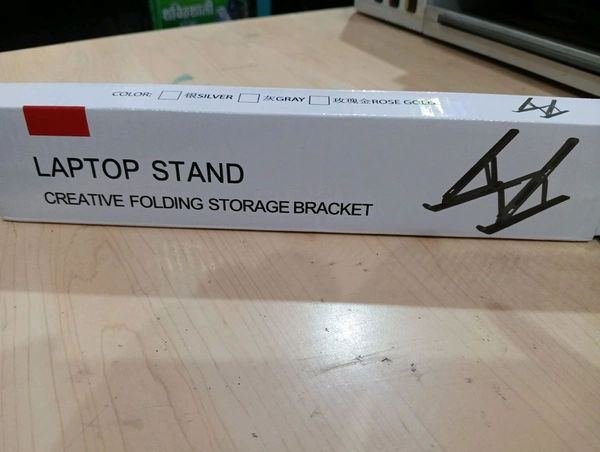 शक्तिशाली
COLOR: 银SILVER 灰GRAY 玫瑰金ROSE GOLD
LAPTOP STAND
CREATIVE FOLDING STORAGE BRACKET